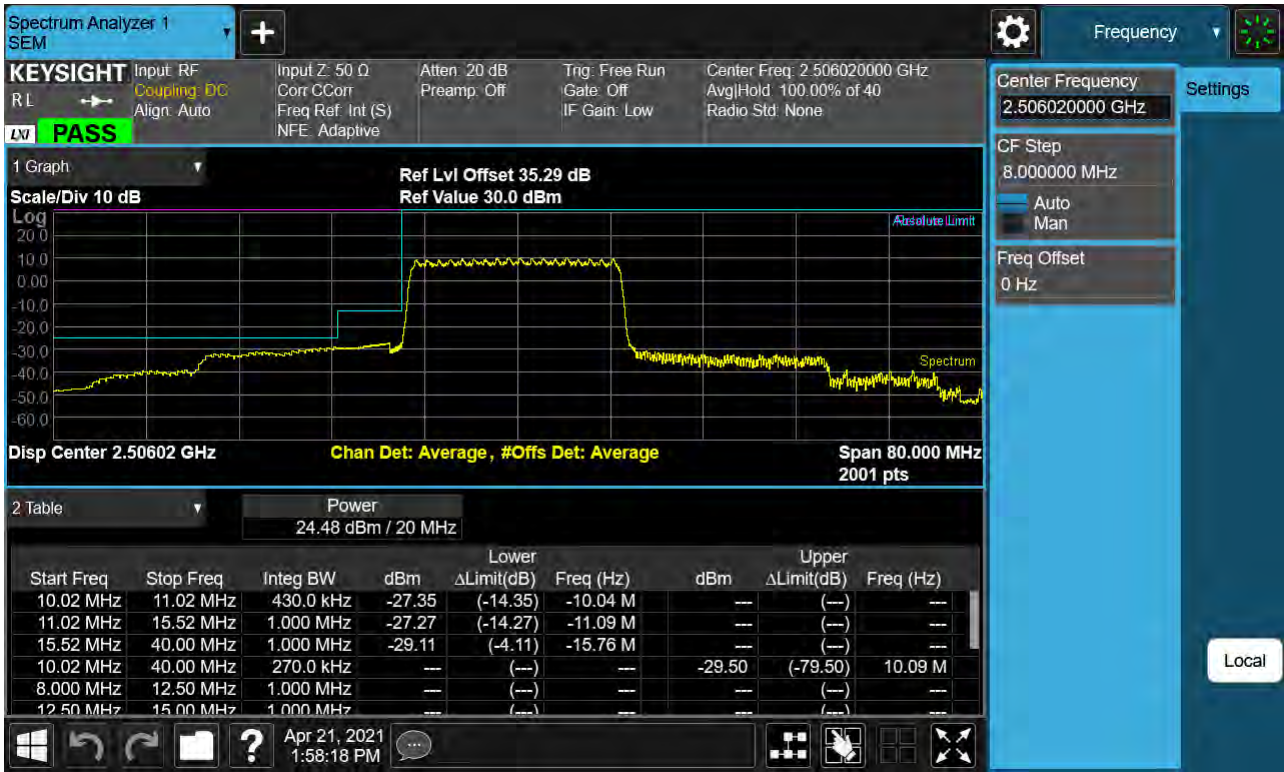 Spectrum Analyzer 1
SEM
Frequency
KEYSIGHT
RL
LXI PASS
Input: RF
Coupling: DC
Align: Auto
Input Z: 50 Ω
Corr CCorr
Freq Ref: Int (S)
NFE: Adaptive
Atten: 20 dB
Preamp: Off
Trig: Free Run
Gate: Off
IF Gain: Low
Center Freq: 2.506020000 GHz
Avg|Hold: 100.00% of 40
Radio Std: None
Center Frequency
2.506020000 GHz
Settings
CF Step
8.000000 MHz
Auto
Man
Freq Offset
0 Hz
Local
1 Graph
Scale/Div 10 dB
Ref Lvl Offset 35.29 dB
Ref Value 30.0 dBm
Log
Absolute Limit
20.0
10.0
0.00
-10.0
-20.0
-30.0
-40.0
-50.0
-60.0
Spectrum
Disp Center 2.50602 GHz
Chan Det: Average, #Offs Det: Average
Span 80.000 MHz
2001 pts
2 Table
Power
24.48 dBm / 20 MHz
Lower Upper
Start Freq Stop Freq Integ BW dBm ΔLimit(dB) Freq (Hz) dBm ΔLimit(dB) Freq (Hz)
10.02 MHz 11.02 MHz 430.0 kHz -27.35 (-14.35) -10.04 M --- (---) ---
11.02 MHz 15.52 MHz 1.000 MHz -27.27 (-14.27) -11.09 M --- (---) ---
15.52 MHz 40.00 MHz 1.000 MHz -29.11 (-4.11) -15.76 M --- (---) ---
10.02 MHz 40.00 MHz 270.0 kHz --- (---) --- -29.50 (-79.50) 10.09 M
8.000 MHz 12.50 MHz 1.000 MHz --- (---) --- --- (---) ---
12.50 MHz 15.00 MHz 1.000 MHz --- (---) --- --- (---) ---
Apr 21, 2021
1:58:18 PM